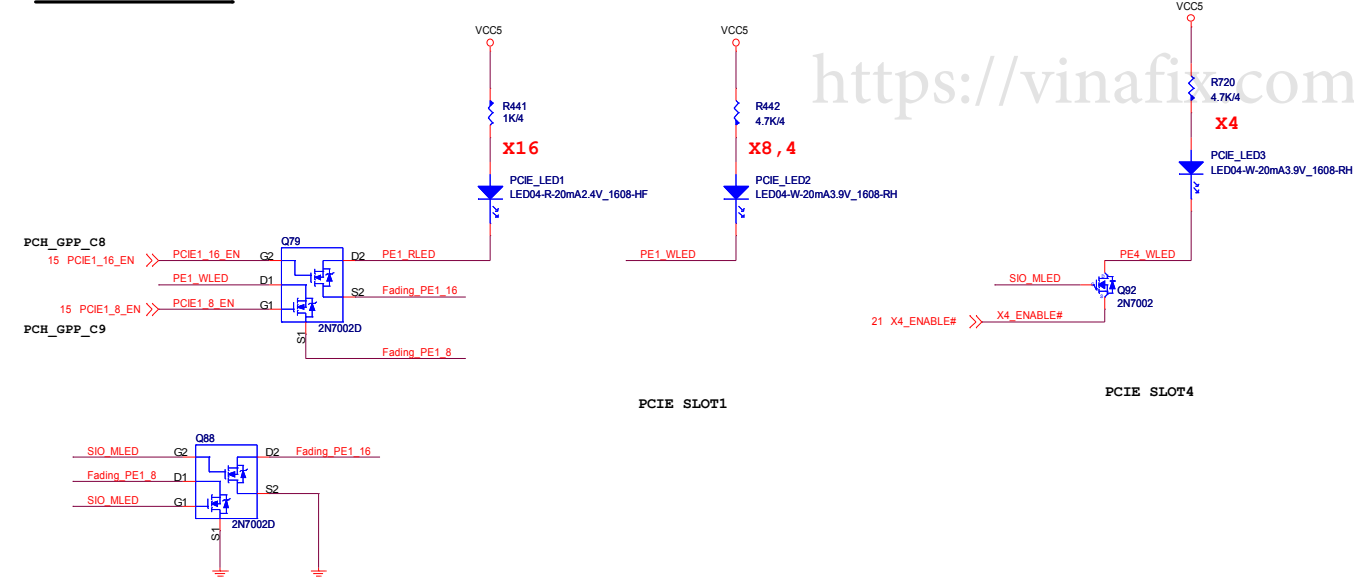 VCC5
VCC5
VCC5
https://vinafix.com
R441
1K/4
R442
4.7K/4
R720
4.7K/4
X16
X8,4
X4
PCIE_LED1
LED04-R-20mA2.4V_1608-HF
PCIE_LED2
LED04-W-20mA3.9V_1608-RH
PCIE_LED3
LED04-W-20mA3.9V_1608-RH
PCH_GPP_C8
15 PCIE1_16_EN
PCIE1_16_EN
G2
Q79
D2
PE1_RLED
PE1_WLED
PE4_WLED
PE1_WLED
D1
S2
Fading_PE1_16
SIO_MLED
Q92
2N7002
15 PCIE1_8_EN
PCIE1_8_EN
G1
2N7002D
PCH_GPP_C9
S1
Fading_PE1_8
21 X4_ENABLE#
X4_ENABLE#
PCIE SLOT1
PCIE SLOT4
Q88
SIO_MLED
G2
D2
Fading_PE1_16
Fading_PE1_8
D1
S2
SIO_MLED
G1
2N7002D
S1